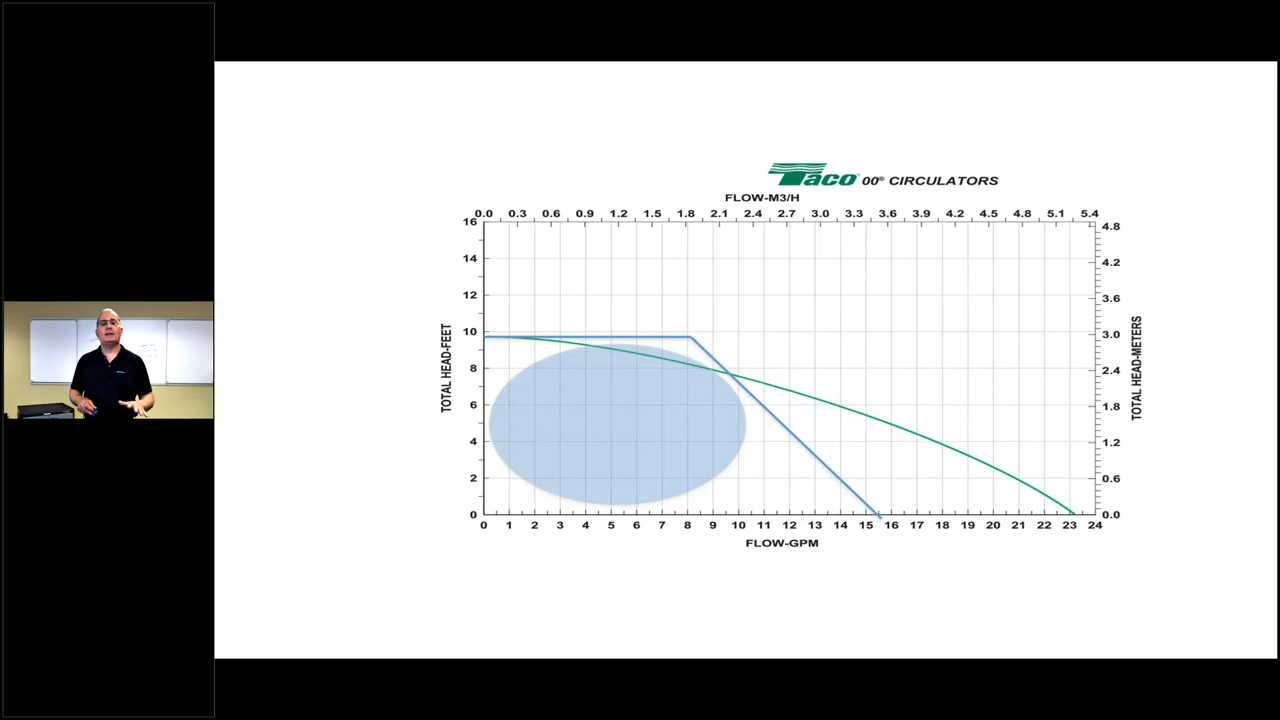 Taco 00® CIRCULATORS
FLOW-M3/H
0.0 0.3 0.6 0.9 1.2 1.5 1.8 2.1 2.4 2.7 3.0 3.3 3.6 3.9 4.2 4.5 4.8 5.1 5.4
16
14
12
10
8
6
4
2
0
TOTAL HEAD-FEET
4.8
4.2
3.6
3.0
2.4
1.8
1.2
0.6
0.0
TOTAL HEAD-METERS
0 1 2 3 4 5 6 7 8 9 10 11 12 13 14 15 16 17 18 19 20 21 22 23 24
FLOW-GPM